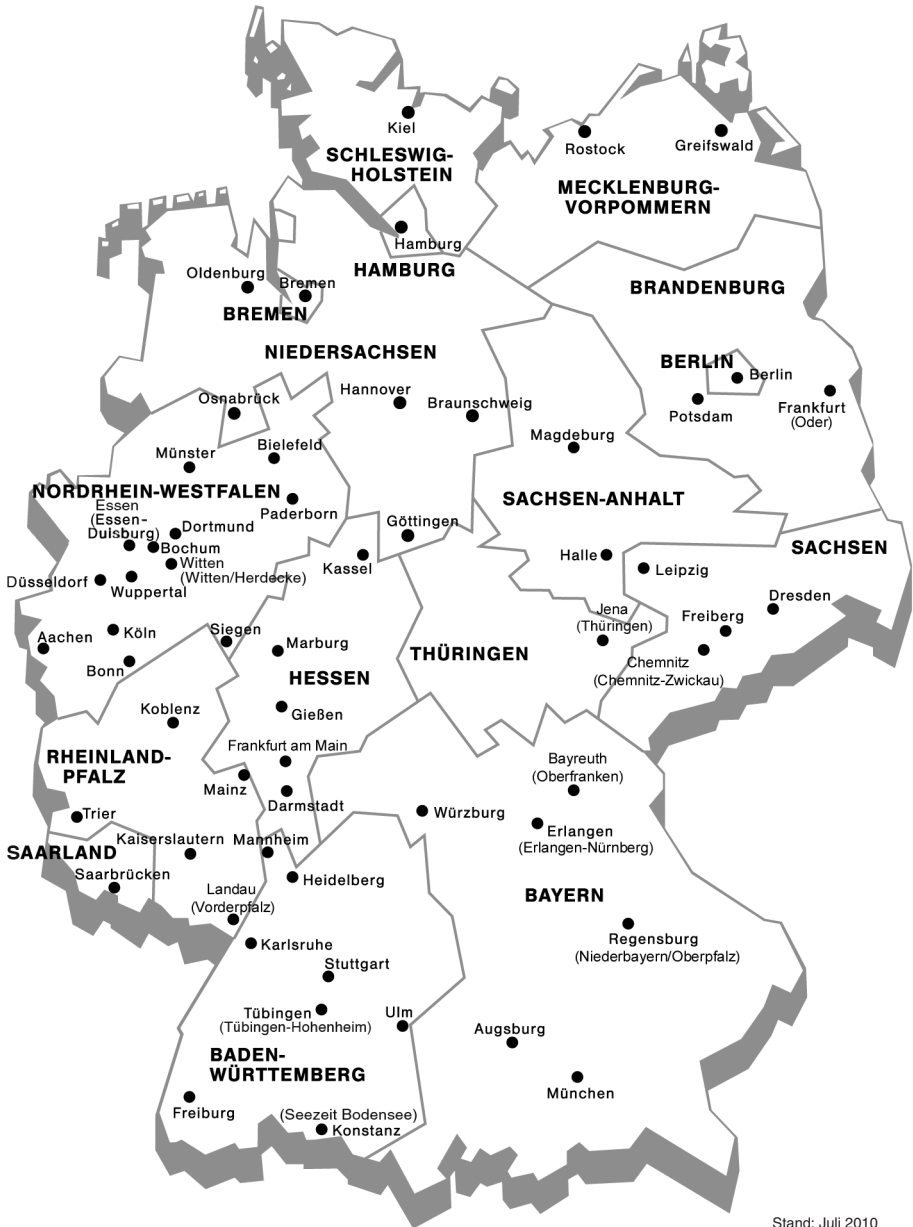 Kiel
SCHLESWIG-
HOLSTEIN
Rostock
Greifswald
MECKLENBURG-
VORPOMMERN
Hamburg
HAMBURG
Oldenburg
Bremen
BREMEN
BRANDENBURG
NIEDERSACHSEN
BERLIN
Berlin
Hannover
Osnabrück
Braunschweig
Potsdam
Frankfurt
(Oder)
Magdeburg
Bielefeld
Münster
NORDRHEIN-WESTFALEN
SACHSEN-ANHALT
Paderborn
Essen
(Essen-
Duisburg)
Dortmund
Bochum
Witten
(Witten/Herdecke)
Göttingen
Kassel
Halle
Leipzig
SACHSEN
Düsseldorf
Wuppertal
Dresden
Jena
(Thüringen)
Freiberg
Chemnitz
(Chemnitz-Zwickau)
Aachen
Köln
Siegen
Bonn
Marburg
HESSEN
THÜRINGEN
Koblenz
Gießen
Frankfurt am Main
RHEINLAND-
PFALZ
Mainz
Darmstadt
Bayreuth
(Oberfranken)
Trier
Würzburg
Erlangen
(Erlangen-Nürnberg)
SAARLAND
Kaiserslautern
Mannheim
Saarbrücken
Heidelberg
Landau
(Vorderpfalz)
BAYERN
Karlsruhe
Regensburg
(Niederbayern/Oberpfalz)
Stuttgart
Tübingen
(Tübingen-Hohenheim)
Ulm
Augsburg
BADEN-
WÜRTTEMBERG
München
Freiburg
(Seezeit Bodensee)
Konstanz
Stand: Juli 2010